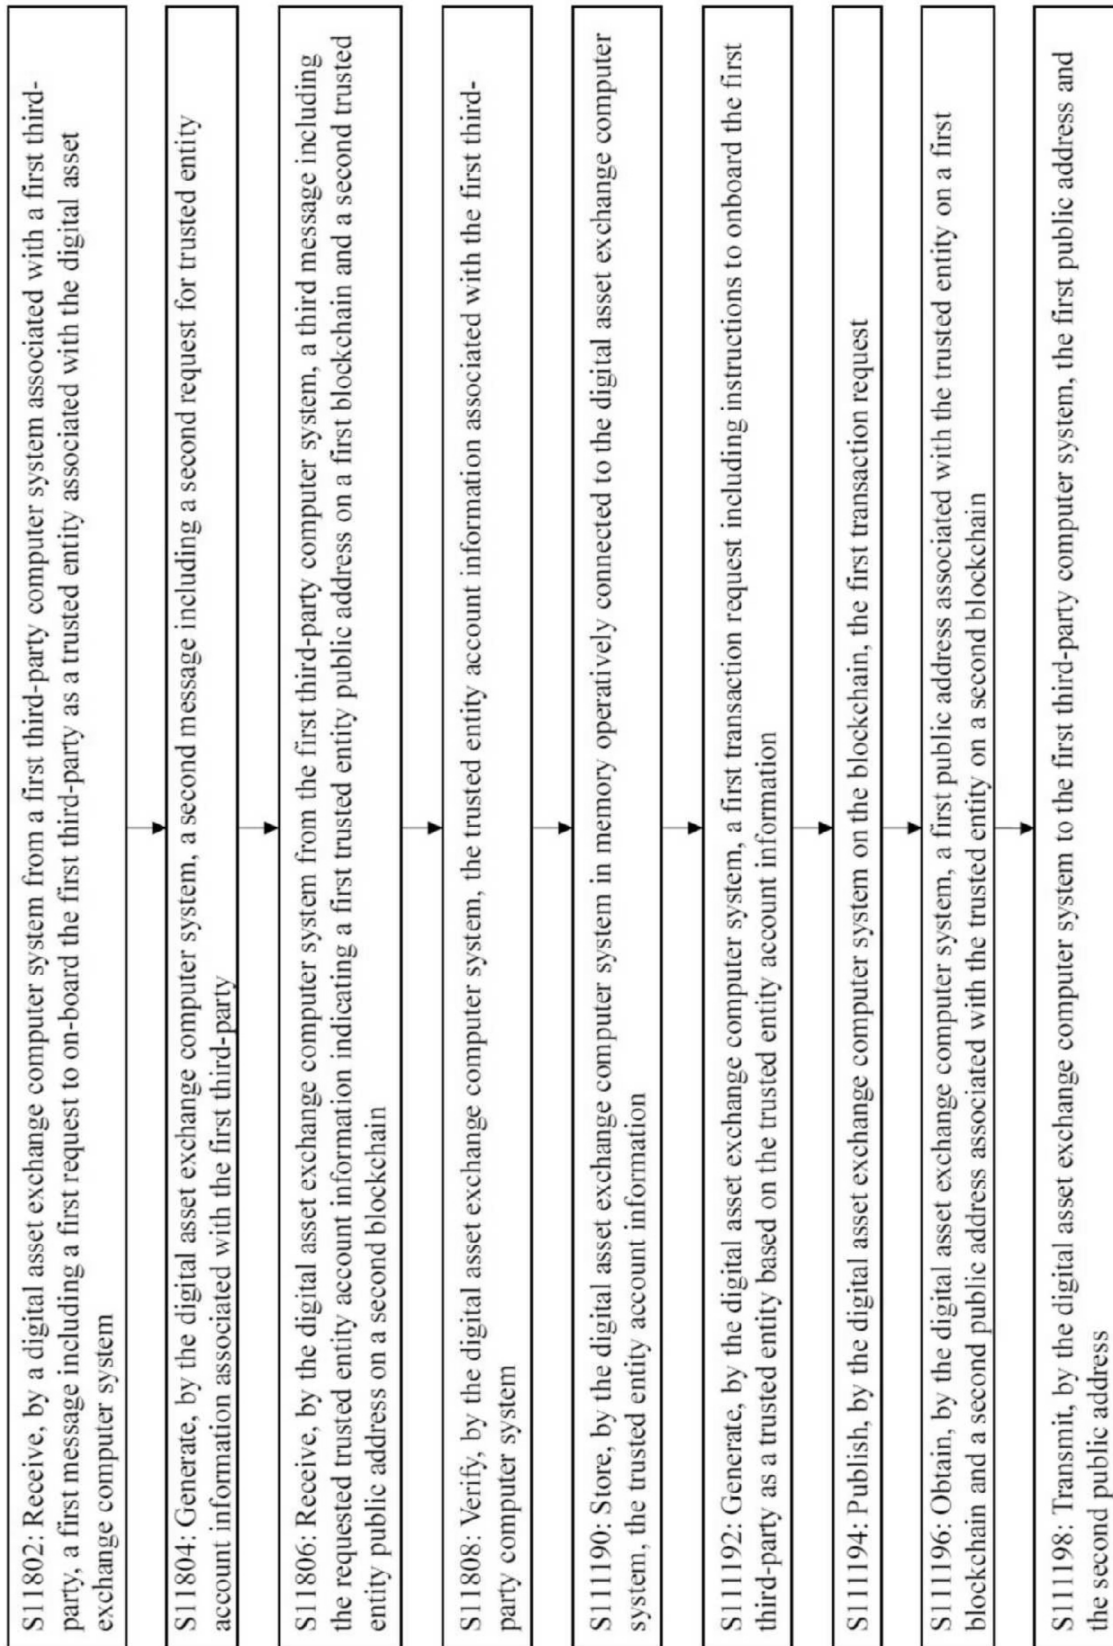 S11802: Receive, by a digital asset exchange computer system from a first third-party computer system associated with a first third-
party, a first message including a first request to on-board the first third-party as a trusted entity associated with the digital asset
exchange computer system
S11804: Generate, by the digital asset exchange computer system, a second message including a second request for trusted entity
account information associated with the first third-party
S11806: Receive, by the digital asset exchange computer system from the first third-party computer system, a third message including
the requested trusted entity account information indicating a first trusted entity public address on a first blockchain and a second trusted
entity public address on a second blockchain
S11808: Verify, by the digital asset exchange computer system, the trusted entity account information associated with the first third-
party computer system
S11190: Store, by the digital asset exchange computer system in memory operatively connected to the digital asset exchange computer
system, the trusted entity account information
S111192: Generate, by the digital asset exchange computer system, a first transaction request including instructions to onboard the first
third-party as a trusted entity based on the trusted entity account information
S111194: Publish, by the digital asset exchange computer system on the blockchain, the first transaction request
S111196: Obtain, by the digital asset exchange computer system, a first public address associated with the trusted entity on a first
blockchain and a second public address associated with the trusted entity on a second blockchain
S111198: Transmit, by the digital asset exchange computer system to the first third-party computer system, the first public address and
the second public address